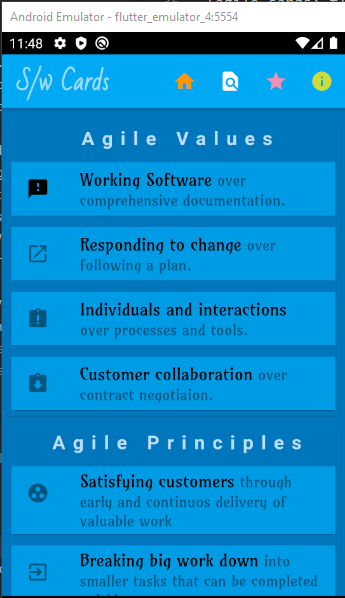 Android Emulator - flutter_emulator_4:5554
11:48
S/w Cards
Agile Values
Working Software over
comprehensive documentation.
Responding to change over
following a plan.
Individuals and interactions
over processes and tools.
Customer collaboration over
contract negotiaion.
Agile Principles
Satisfying customers through
early and continuos delivery of
valuable work
Breaking big work down into
smaller tasks that can be completed